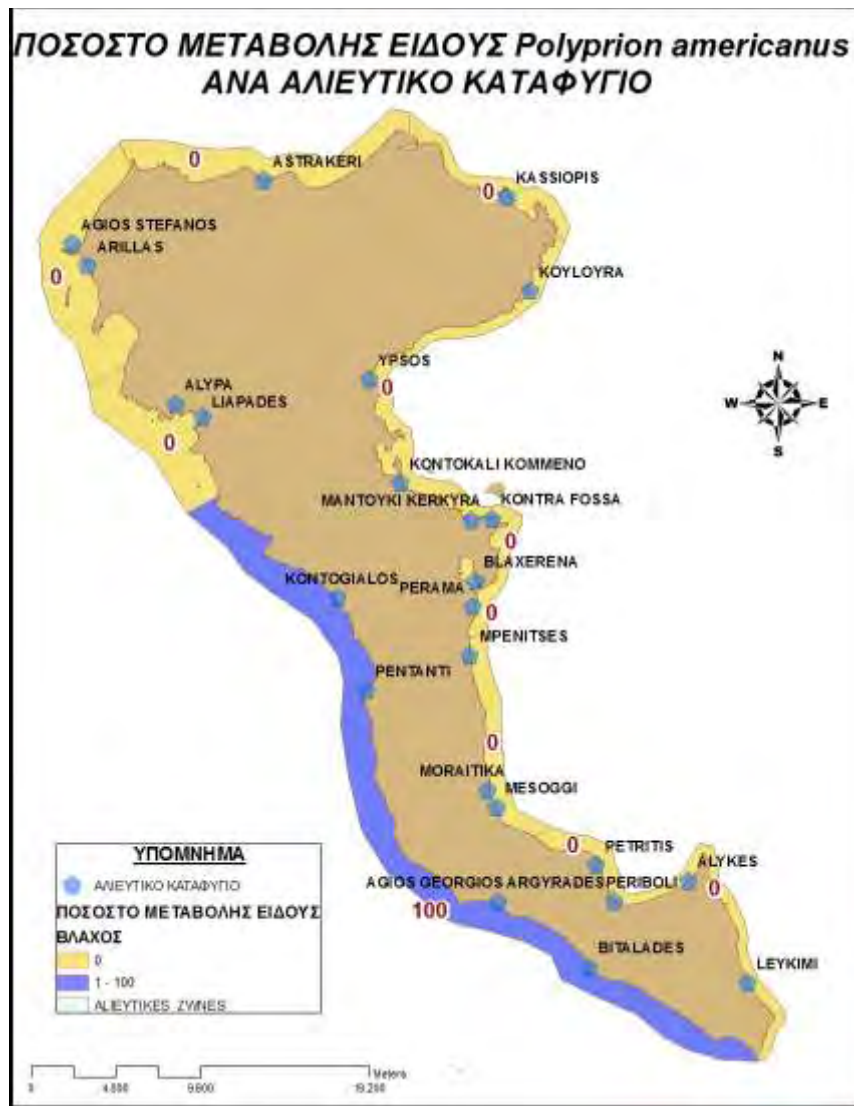 ΠΟΣΟΣΤΟ ΜΕΤΑΒΟΛΗΣ ΕΙΔΟΥΣ Polyprion americanus
ΑΝΑ ΑΛΙΕΥΤΙΚΟ ΚΑΤΑΦΥΓΙΟ
0
ASTRAKERI
KASSIOPIS
0
AGIOS STEFANOS
ARILLAS
0
KOYLOYRA
YPSOS
0
ALYPA
LIAPADES
0
N
W
E
S
KONTOKALI KOMMENO
MANTOYKI KERKYRA
KONTRA FOSSA
0
BLAXERENA
KONTOGIALOS
PERAMA
0
MPENITSES
PENTANTI
0
MORAITIKA
MESOGGI
0
PETRITIS
ALYKES
0
AGIOS GEORGIOS ARGYRADES
PERIBOLI
100
BITALADES
LEYKIMI
ΥΠΟΜΝΗΜΑ
ΑΛΙΕΥΤΙΚΟ ΚΑΤΑΦΥΓΙΟ
ΠΟΣΟΣΤΟ ΜΕΤΑΒΟΛΗΣ ΕΙΔΟΥΣ
ΒΛΑΧΟΣ
0
1 - 100
ALIEYTIKES ZWNES
Meters
0
4.800
9.600
19.200